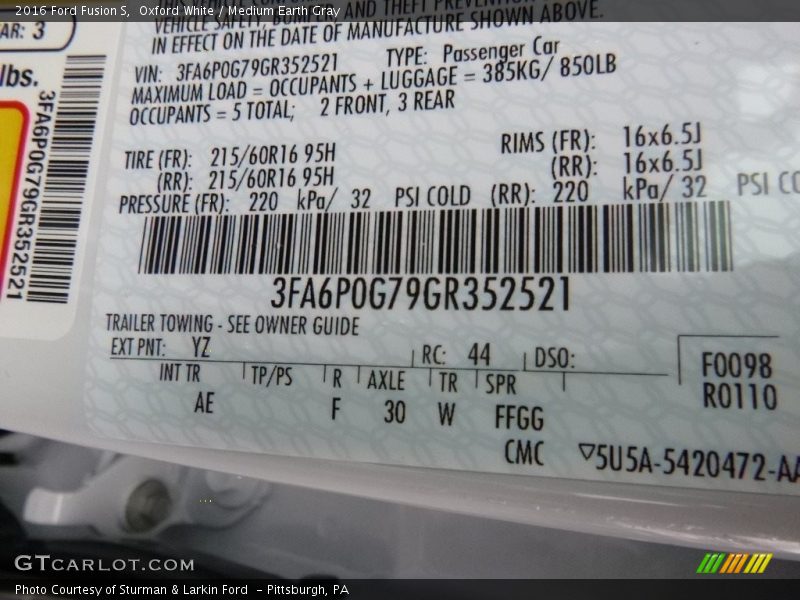 2016 Ford Fusion S,  Oxford White / Medium Earth Gray
VEHICLE SAFETY, BUMPER, AND THEFT PREVENTION
IN EFFECT ON THE DATE OF MANUFACTURE SHOWN ABOVE.
VIN: 3FA6P0G79GR352521 TYPE: Passenger Car
MAXIMUM LOAD = OCCUPANTS + LUGGAGE = 385KG/ 850LB
OCCUPANTS = 5 TOTAL; 2 FRONT, 3 REAR
TIRE (FR): 215/60R16 95H RIMS (FR): 16x6.5J
(RR): 215/60R16 95H (RR): 16x6.5J
PRESSURE (FR): 220 kPa/ 32 PSI COLD (RR): 220 kPa/ 32 PSI CO
3FA6P0G79GR352521
TRAILER TOWING - SEE OWNER GUIDE
EXT PNT: YZ RC: 44 DSO:
INT TR TP/PS R AXLE TR SPR
AE F 30 W FFGG
F0098
R0110
CMC ▽5U5A-5420472-AA
AR: 3
lbs.
3FA6P0G79GR352521
GTCARLOT.COM
Photo Courtesy of Sturman & Larkin Ford - Pittsburgh, PA